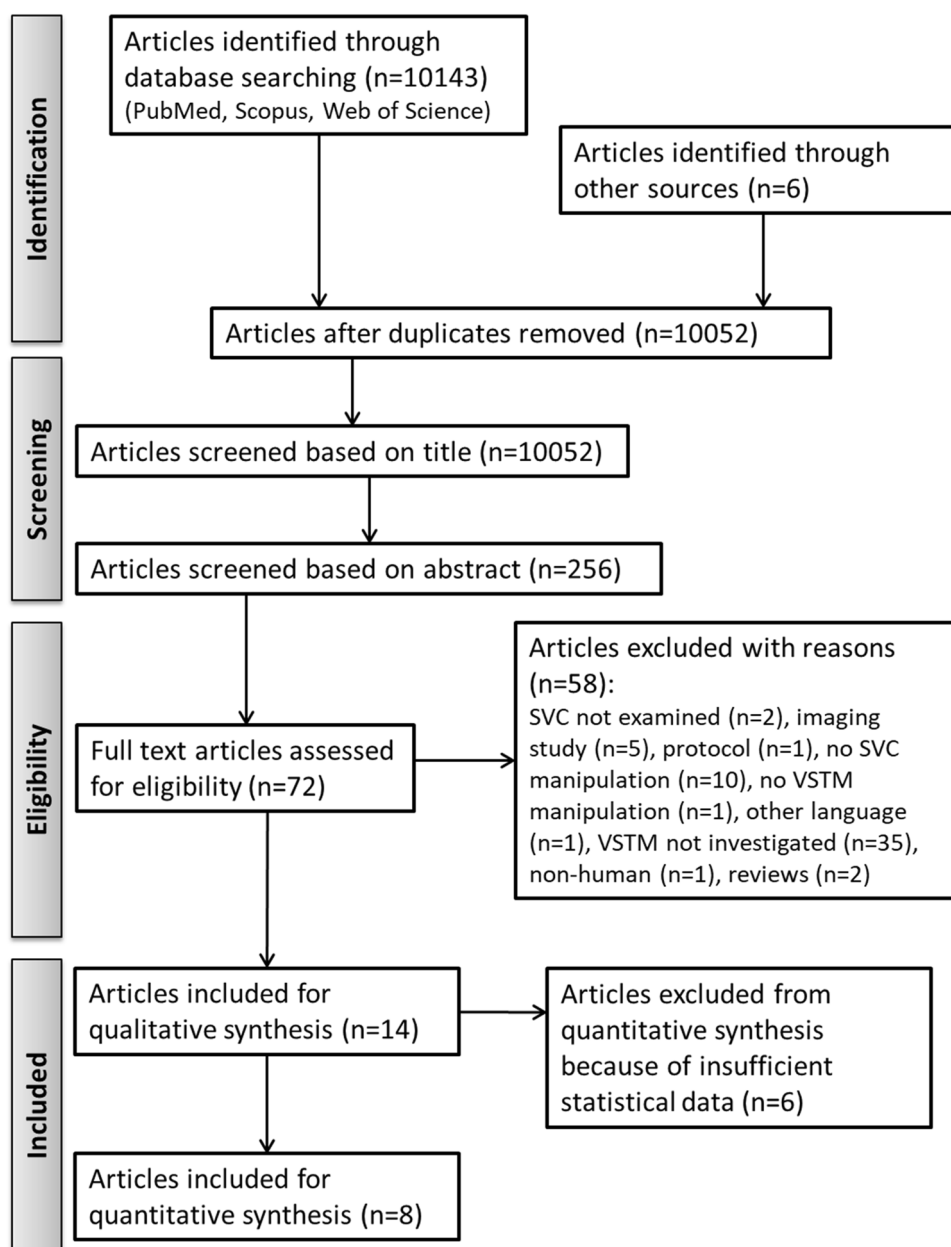 Identification
Articles identified through
database searching (n=10143)
(PubMed, Scopus, Web of Science)
Articles identified through
other sources (n=6)
Articles after duplicates removed (n=10052)
Screening
Articles screened based on title (n=10052)
Articles screened based on abstract (n=256)
Eligibility
Full text articles assessed
for eligibility (n=72)
Articles excluded with reasons
(n=58):
SVC not examined (n=2), imaging
study (n=5), protocol (n=1), no SVC
manipulation (n=10), no VSTM
manipulation (n=1), other language
(n=1), VSTM not investigated (n=35),
non-human (n=1), reviews (n=2)
Included
Articles included for
qualitative synthesis (n=14)
Articles excluded from
quantitative synthesis
because of insufficient
statistical data (n=6)
Articles included for
quantitative synthesis (n=8)